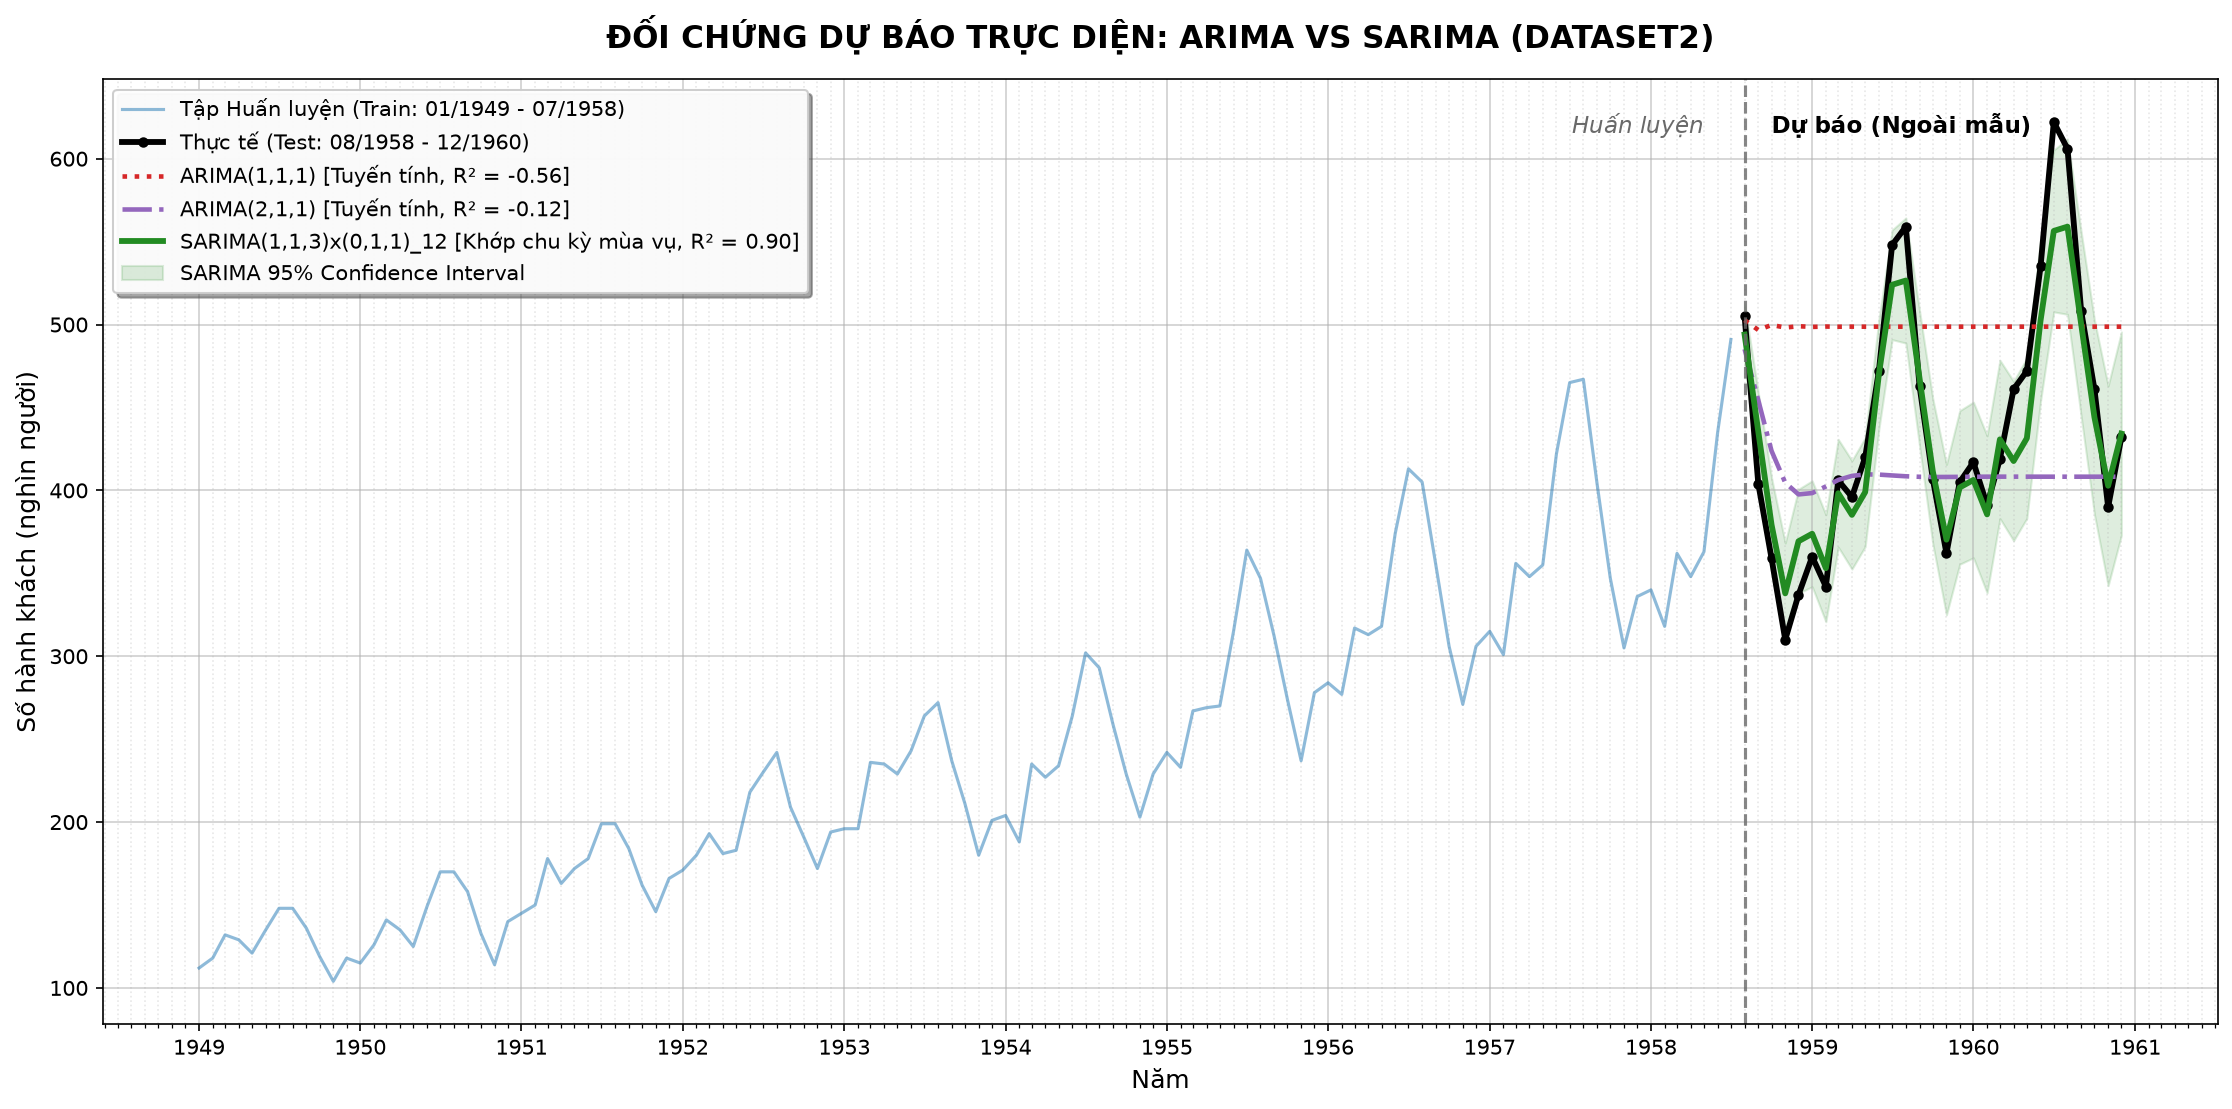 ĐỐI CHỨNG DỰ BÁO TRỰC DIỆN: ARIMA VS SARIMA (DATASET2)
Tập Huấn luyện (Train: 01/1949 - 07/1958)
Thực tế (Test: 08/1958 - 12/1960)
ARIMA(1,1,1) [Tuyến tính, R² = -0.56]
ARIMA(2,1,1) [Tuyến tính, R² = -0.12]
SARIMA(1,1,3)x(0,1,1)_12 [Khớp chu kỳ mùa vụ, R² = 0.90]
SARIMA 95% Confidence Interval
Huấn luyện
Dự báo (Ngoài mẫu)
Số hành khách (nghìn người)
600
500
400
300
200
100
1949 1950 1951 1952 1953 1954 1955 1956 1957 1958 1959 1960 1961
Năm